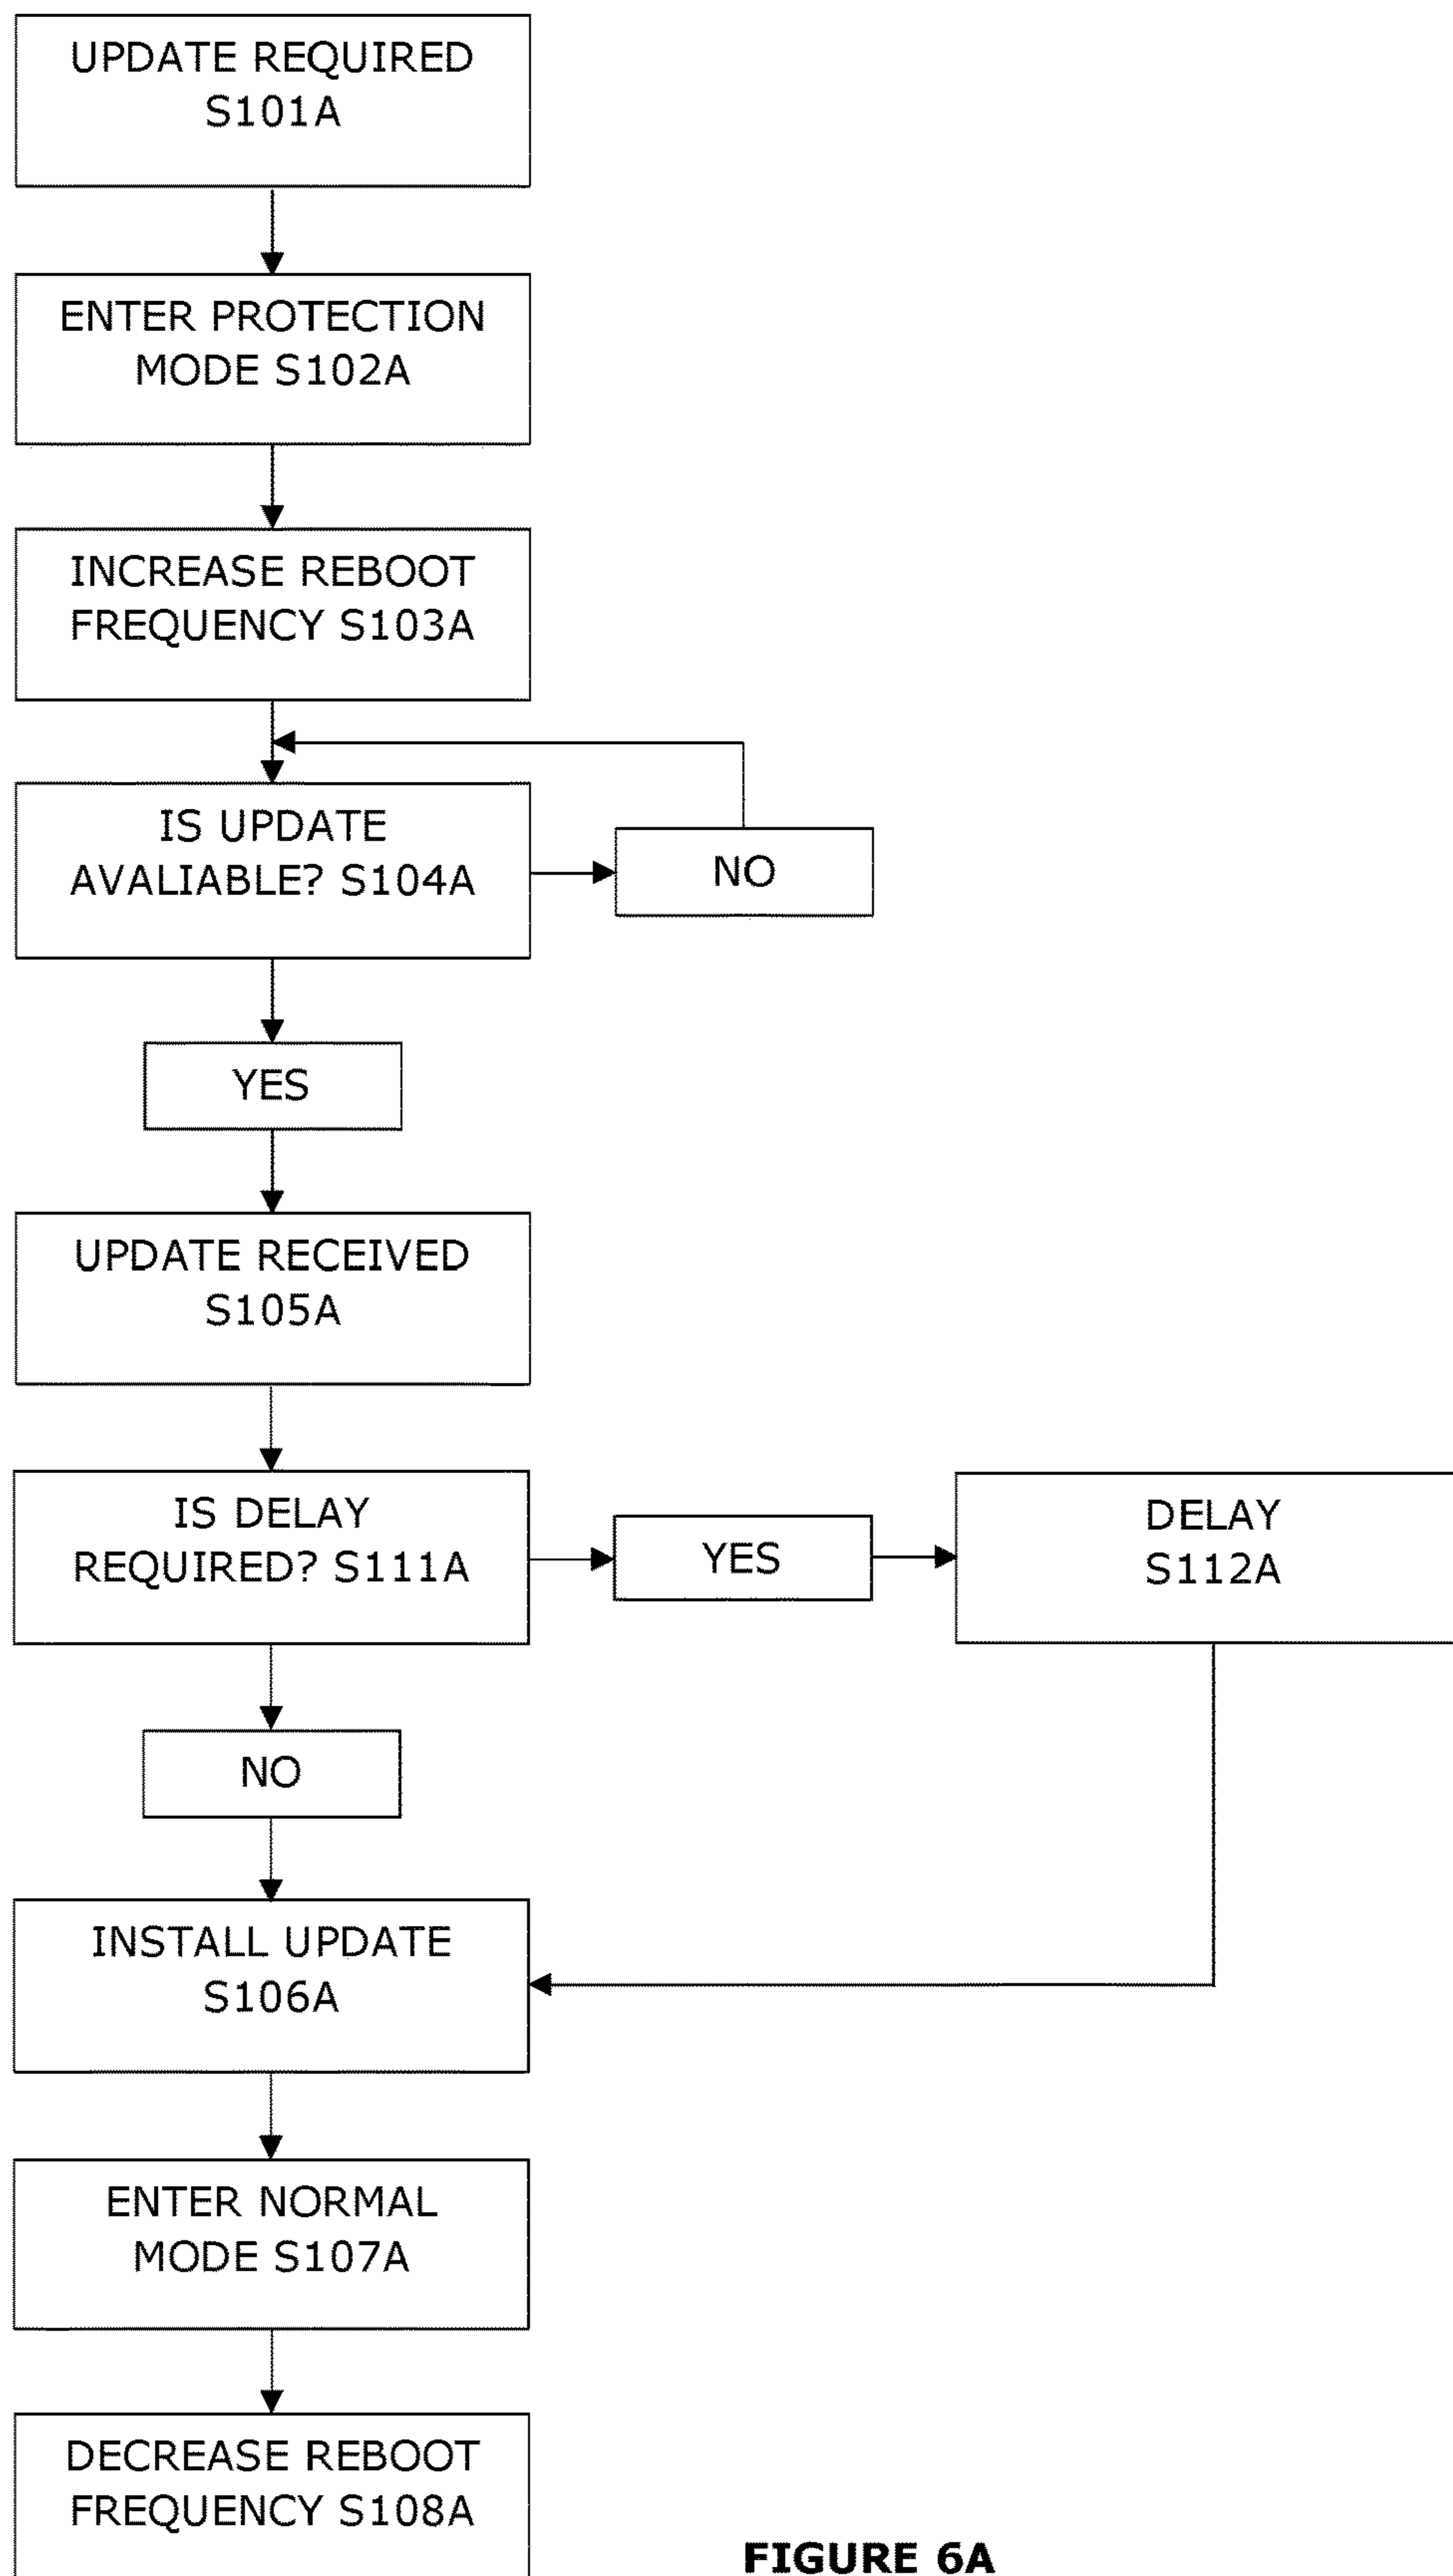 UPDATE REQUIRED
S101A
ENTER PROTECTION
MODE S102A
INCREASE REBOOT
FREQUENCY S103A
IS UPDATE
AVALIABLE? S104A
NO
YES
UPDATE RECEIVED
S105A
IS DELAY
REQUIRED? S111A
YES
DELAY
S112A
NO
INSTALL UPDATE
S106A
ENTER NORMAL
MODE S107A
DECREASE REBOOT
FREQUENCY S108A
FIGURE 6A